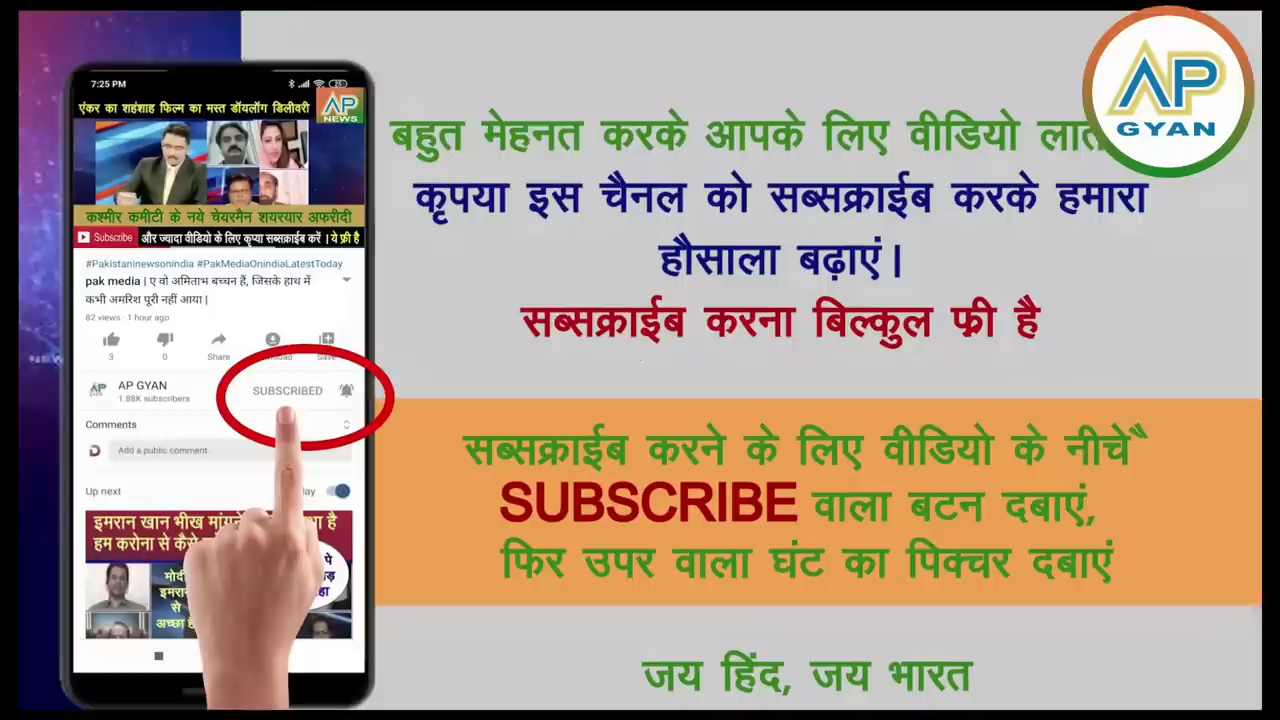 7:25 PM
एंकर का शहंशाह फिल्म का मस्त डॉयलॉग डिलीवरी
AP
NEWS
कश्मीर कमीटी के नये चेयरमैन शयरयार अफरीदी
Subscribe और ज्यादा वीडियो के लिए कृप्या सब्सक्राईब करें । ये फ्री है
#Pakistaninewsonindia #PakMediaOnindiaLatestToday
pak media | ए वो अमिताभ बच्चन हैं, जिसके हाथ में
कभी अमरिश पूरी नहीं आया |
82 views · 1 hour ago
3 0 Share Save
AP GYAN
1.88K subscribers
SUBSCRIBED
Comments
Add a public comment...
Up next
इमरान खान भीख है
हम करोना से
मोदी
से
अच्छा
AP
GYAN
बहुत मेहनत करके आपके लिए वीडियो
कृपया इस चैनल को सब्सक्राईब करके हमारा
हौसाला बढ़ाएं|
सब्सक्राईब करना बिल्कुल फ्री है
सब्सक्राईब करने के लिए वीडियो के नीचे"
SUBSCRIBE वाला बटन दबाएं,
फिर उपर वाला घंट का पिक्चर दबाएं
जय हिंद, जय भारत